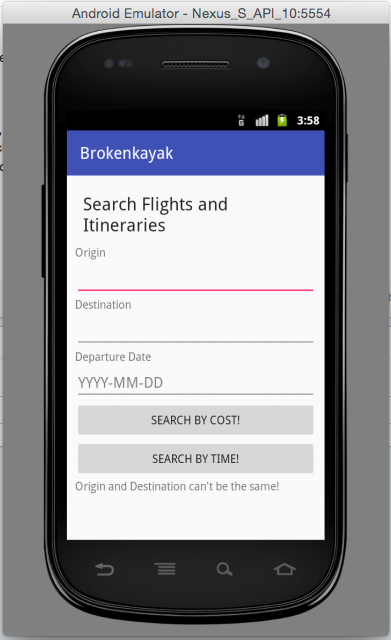 Android Emulator - Nexus_S_API_10:5554
3:58
Brokenkayak
Search Flights and
Itineraries
Origin
Destination
Departure Date
YYYY-MM-DD
SEARCH BY COST!
SEARCH BY TIME!
Origin and Destination can't be the same!